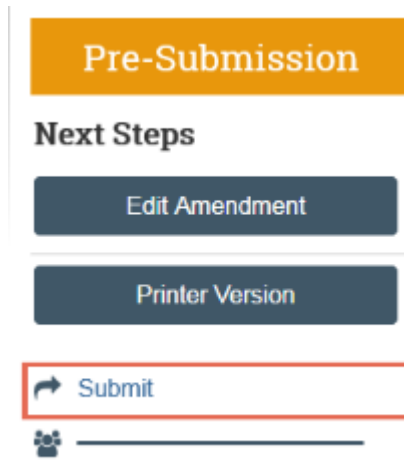 Pre-Submission
Next Steps
Edit Amendment
Printer Version
Submit